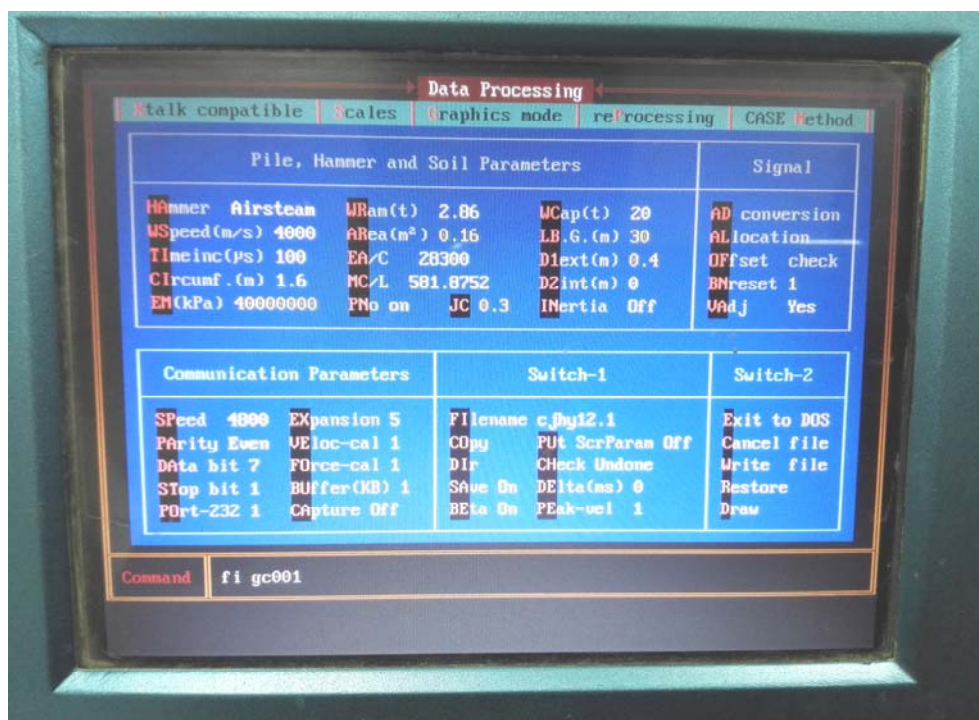 Data Processing
Stalk compatible Scales Graphics mode reProcessing CASE Method
Pile, Hammer and Soil Parameters Signal
HAmmer Airsteam WRam(t) 2.86 WCap(t) 20 AD conversion
WSpeed(m/s) 4000 ARea(m²) 0.16 LB.G.(m) 30 ALlocation
TImeinc(µs) 100 EA/C 28300 D1ext(m) 0.4 OFfset check
CIrcumf.(m) 1.6 MC/L 581.8752 D2int(m) 0 BNreset 1
EM(kPa) 40000000 PNo on JC 0.3 INertia Off VAdj Yes
Communication Parameters Switch-1 Switch-2
SPeed 4800 EXpansion 5 FIlename cjhy12.1 Exit to DOS
PArity Even VEloc-cal 1 COpy PUt ScrParam Off Cancel file
DAta bit 7 FOrce-cal 1 DIr CHeck Undone Write file
STop bit 1 BUffer(KB) 1 SAve On DElta(ms) 0 Restore
POrt-232 1 CApture Off BEta On PEak-vel 1 Draw
Command fi gc001